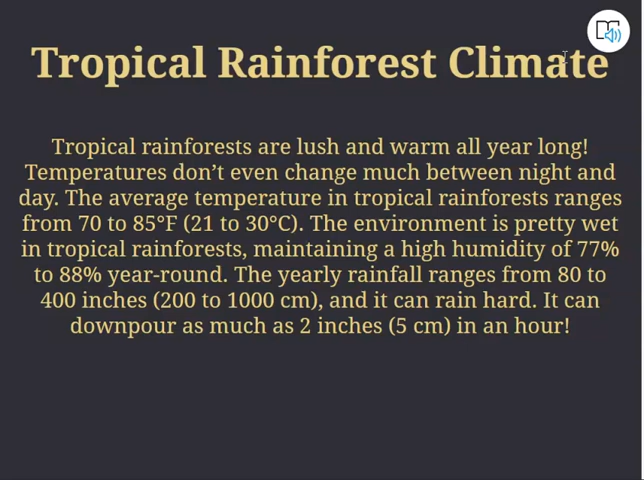 Tropical Rainforest Climate
Tropical rainforests are lush and warm all year long!
Temperatures don’t even change much between night and
day. The average temperature in tropical rainforests ranges
from 70 to 85°F (21 to 30°C). The environment is pretty wet
in tropical rainforests, maintaining a high humidity of 77%
to 88% year-round. The yearly rainfall ranges from 80 to
400 inches (200 to 1000 cm), and it can rain hard. It can
downpour as much as 2 inches (5 cm) in an hour!